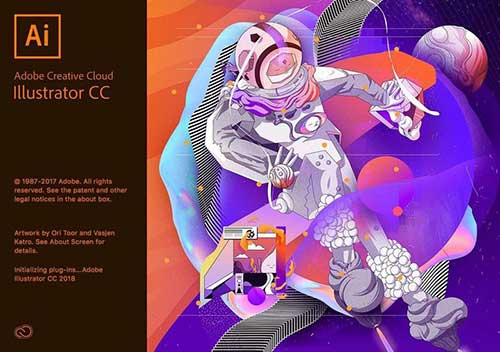 Ai
Adobe Creative Cloud
Illustrator CC
© 1987-2017 Adobe. All rights
reserved. See the patent and other
legal notices in the about box.
Artwork by Ori Toor and Vasjen
Katro. See About Screen for
details.
Initializing plug-ins...Adobe
Illustrator CC 2018